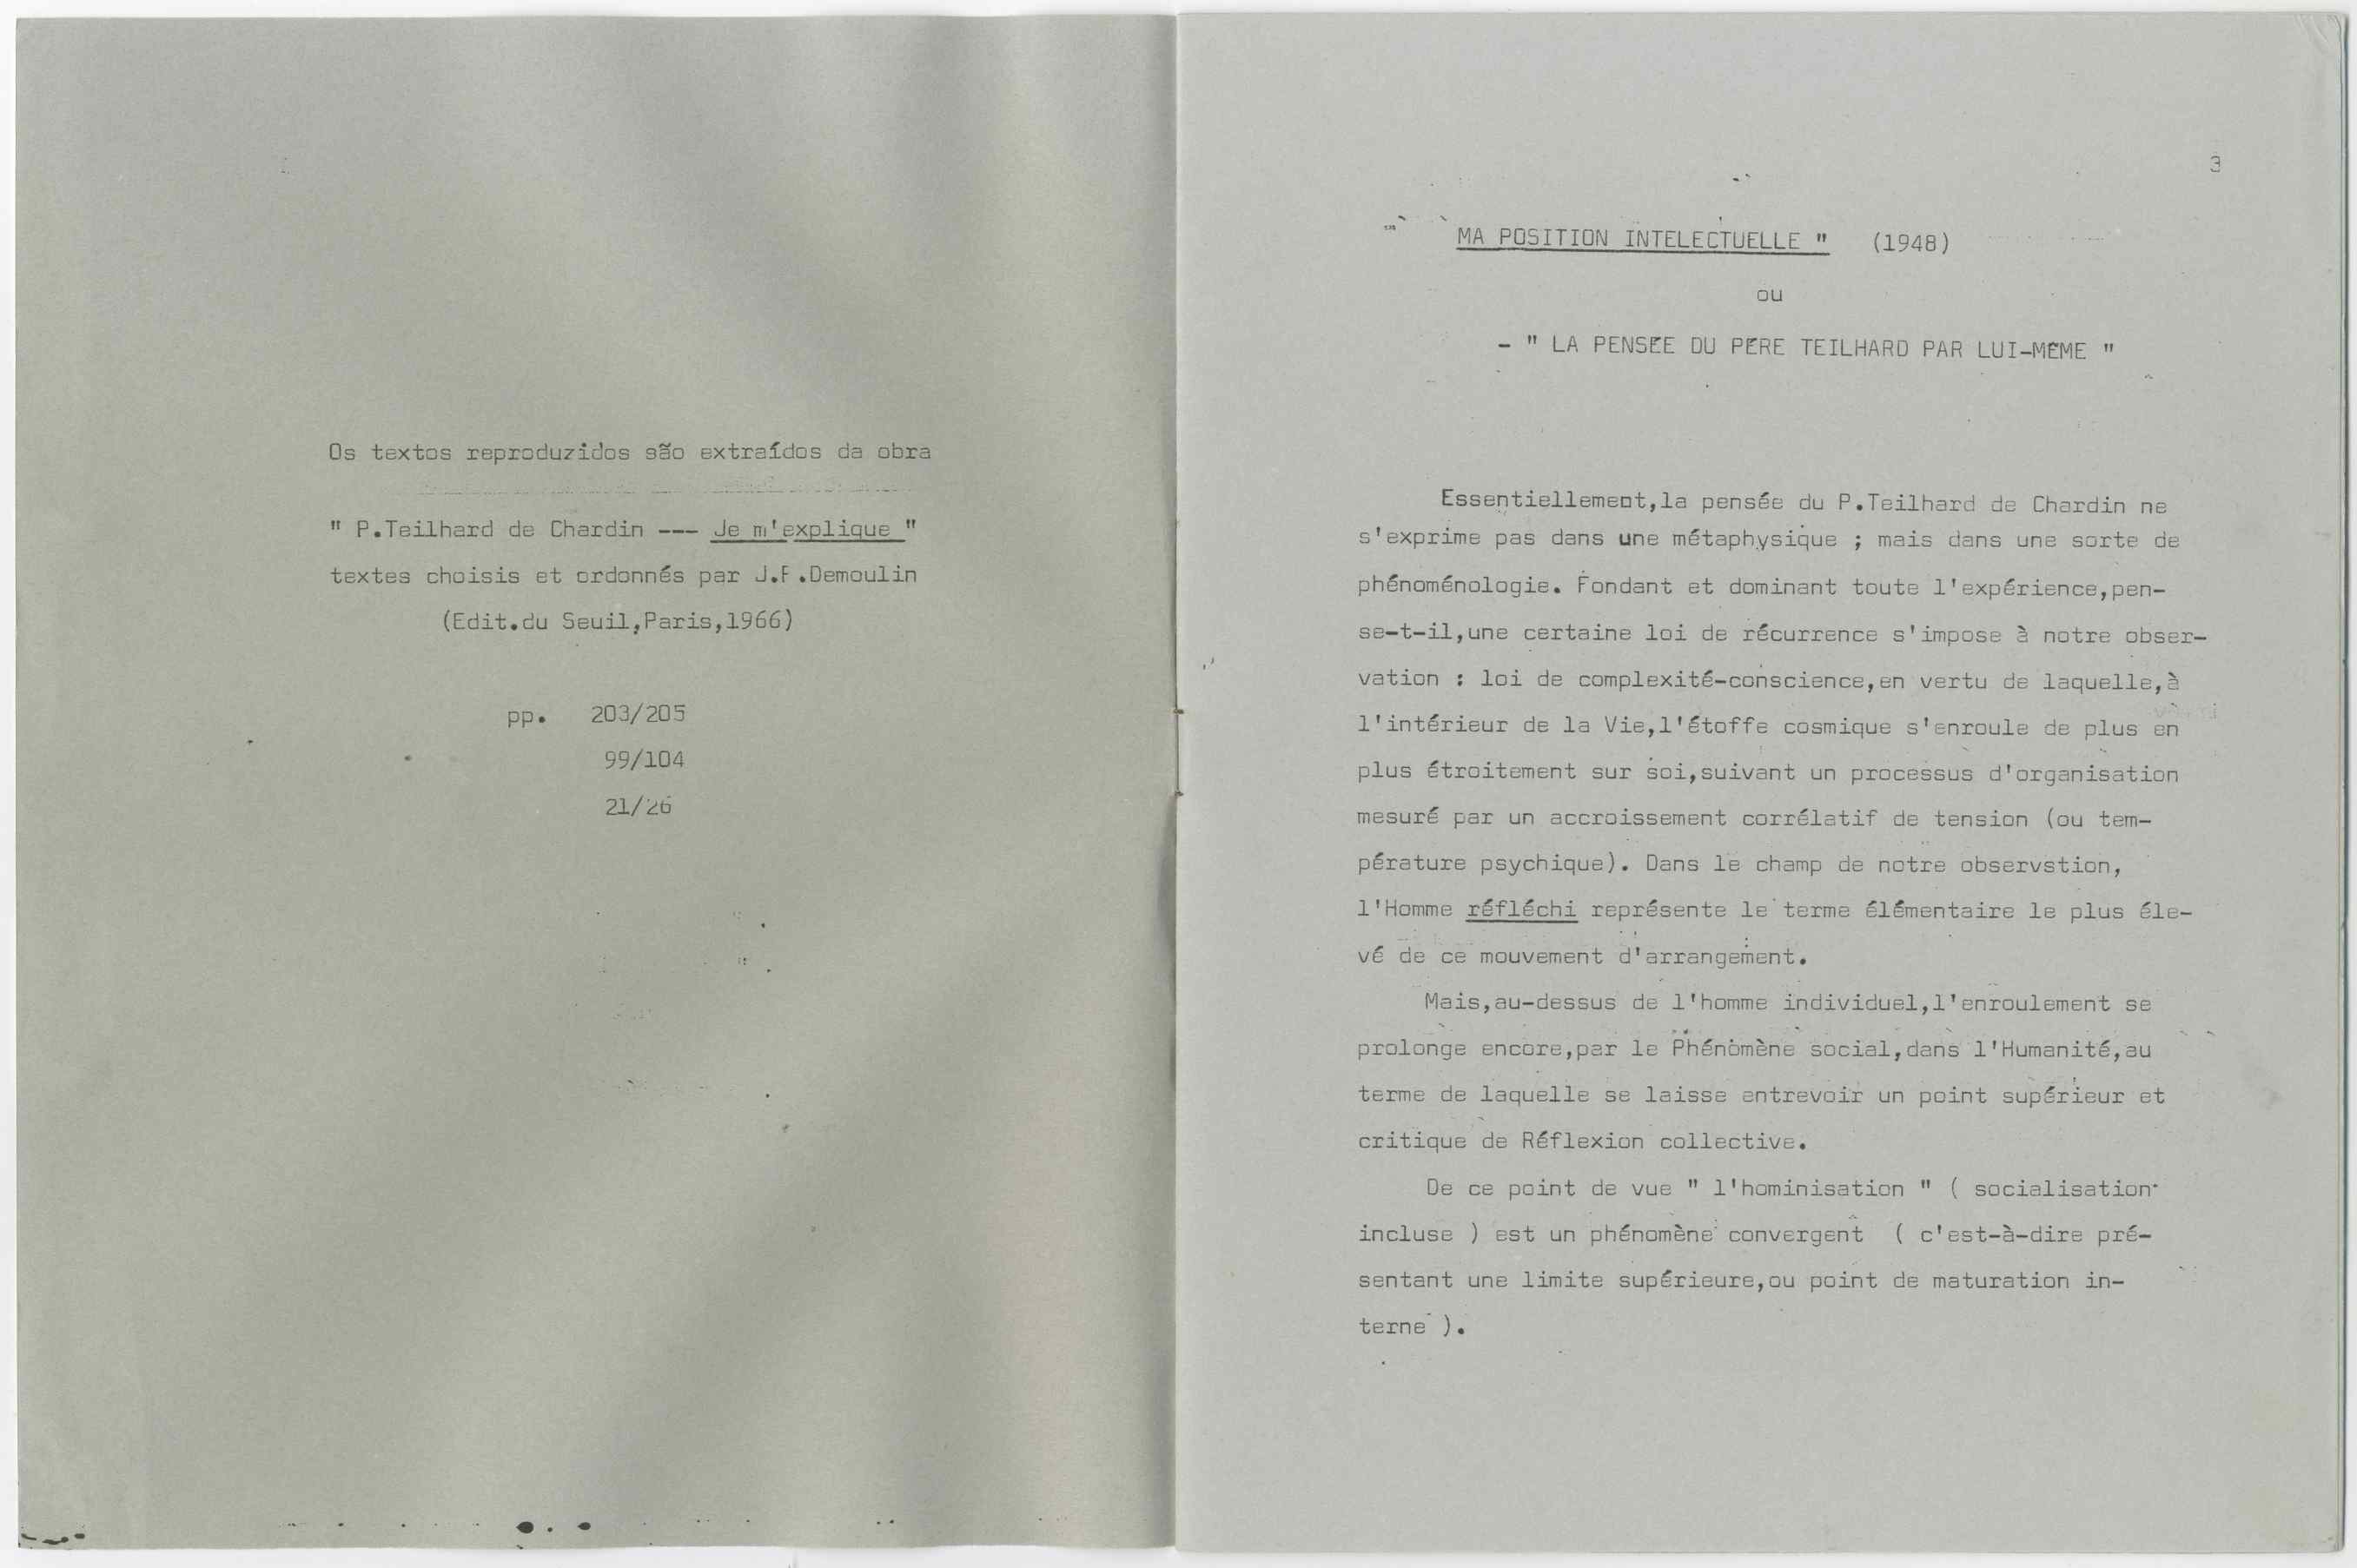 Os textos reproduzidos são extraídos da obra
" P.Teilhard de Chardin --- Je m'explique "
textes choisis et ordonnés par J.F.Demoulin
(Edit.du Seuil,Paris,1966)
pp. 203/205
99/104
21/26
3
" MA POSITION INTELECTUELLE " (1948)
ou
- " LA PENSEE DU PERE TEILHARD PAR LUI-MEME "
Essentiellement,la pensée du P.Teilhard de Chardin ne
s'exprime pas dans une métaphysique ; mais dans une sorte de
phénoménologie. Fondant et dominant toute l'expérience,pen-
se-t-il,une certaine loi de récurrence s'impose à notre obser-
vation : loi de complexité-conscience,en vertu de laquelle,à
l'intérieur de la Vie,l'étoffe cosmique s'enroule de plus en
plus étroitement sur soi,suivant un processus d'organisation
mesuré par un accroissement corrélatif de tension (ou tem-
pérature psychique). Dans le champ de notre observstion,
l'Homme réfléchi représente le terme élémentaire le plus éle-
vé de ce mouvement d'arrangement.
Mais,au-dessus de l'homme individuel,l'enroulement se
prolonge encore,par le Phénomène social,dans l'Humanité,au
terme de laquelle se laisse entrevoir un point supérieur et
critique de Réflexion collective.
De ce point de vue " l'hominisation " ( socialisation
incluse ) est un phénomène convergent ( c'est-à-dire pré-
sentant une limite supérieure,ou point de maturation in-
terne ).